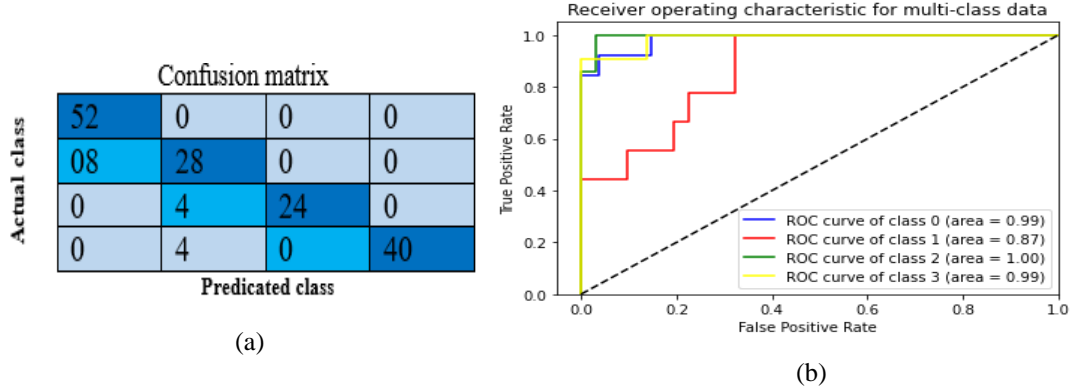 Confusion matrix
Actual class
52 0 0 0
08 28 0 0
0 4 24 0
0 4 0 40
Predicated class
(a)
Receiver operating characteristic for multi-class data
True Positive Rate
1.0
0.8
0.6
0.4
0.2
0.0
ROC curve of class 0 (area = 0.99)
ROC curve of class 1 (area = 0.87)
ROC curve of class 2 (area = 1.00)
ROC curve of class 3 (area = 0.99)
0.0 0.2 0.4 0.6 0.8 1.0
False Positive Rate
(b)